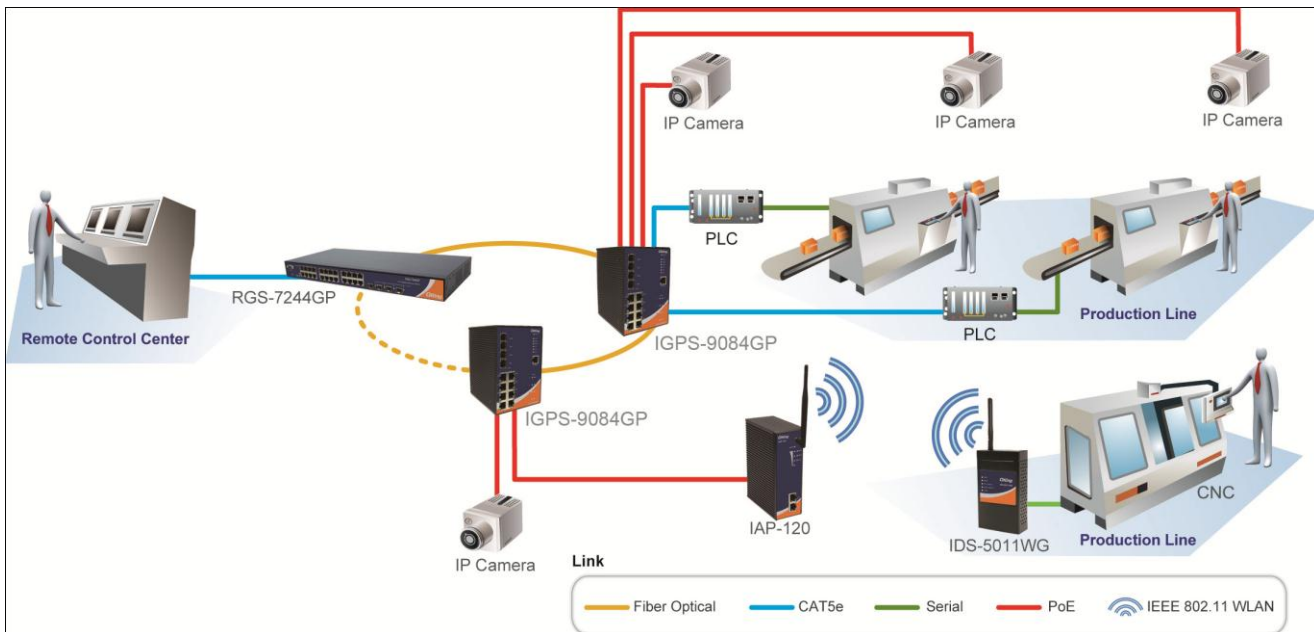 IP Camera
IP Camera
IP Camera
PLC
RGS-7244GP
Remote Control Center
IGPS-9084GP
PLC
Production Line
IGPS-9084GP
IAP-120
IDS-5011WG
CNC
Production Line
IP Camera
Link
Fiber Optical
CAT5e
Serial
PoE
IEEE 802.11 WLAN